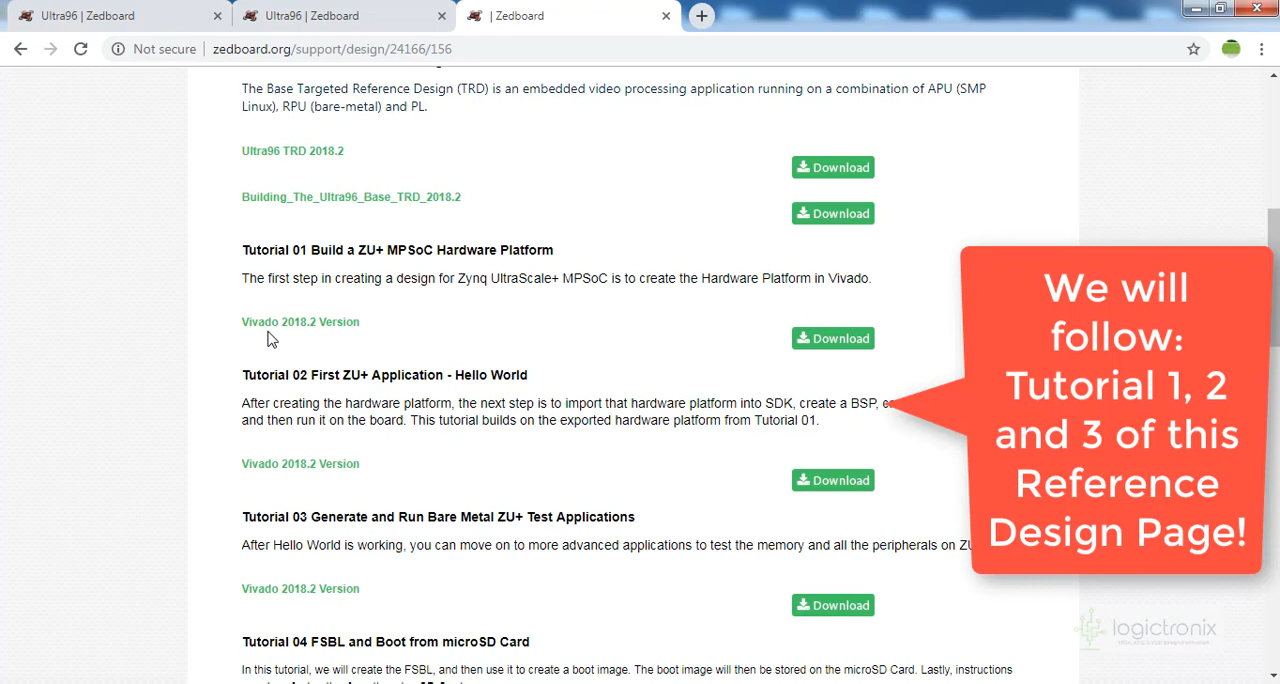 Ultra96 | Zedboard
Ultra96 | Zedboard
| Zedboard
Not secure
zedboard.org/support/design/24166/156
The Base Targeted Reference Design (TRD) is an embedded video processing application running on a combination of APU (SMP
Linux), RPU (bare-metal) and PL.
Ultra96 TRD 2018.2
Download
Building_The_Ultra96_Base_TRD_2018.2
Download
Tutorial 01 Build a ZU+ MPSoC Hardware Platform
The first step in creating a design for Zynq UltraScale+ MPSoC is to create the Hardware Platform in Vivado.
Vivado 2018.2 Version
Download
Tutorial 02 First ZU+ Application - Hello World
After creating the hardware platform, the next step is to import that hardware platform into SDK, create a BSP,
and then run it on the board. This tutorial builds on the exported hardware platform from Tutorial 01.
Vivado 2018.2 Version
Download
Tutorial 03 Generate and Run Bare Metal ZU+ Test Applications
After Hello World is working, you can move on to more advanced applications to test the memory and all the peripherals on
Vivado 2018.2 Version
Download
Tutorial 04 FSBL and Boot from microSD Card
In this tutorial, we will create the FSBL, and then use it to create a boot image. The boot image will then be stored on the microSD Card. Lastly, instructions
We will
follow:
Tutorial 1, 2
and 3 of this
Reference
Design Page!
logictronix